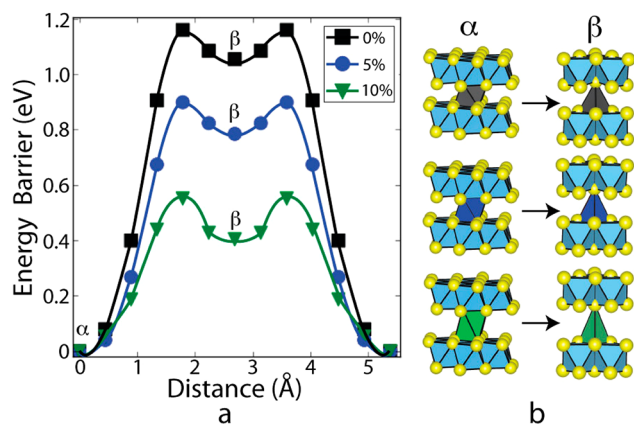 1.2
1.0
0.8
0.6
0.4
0.2
0
Energy Barrier (eV)
α
β
β
β
0%
5%
10%
0 1 2 3 4 5
Distance (Å)
a
α β
b